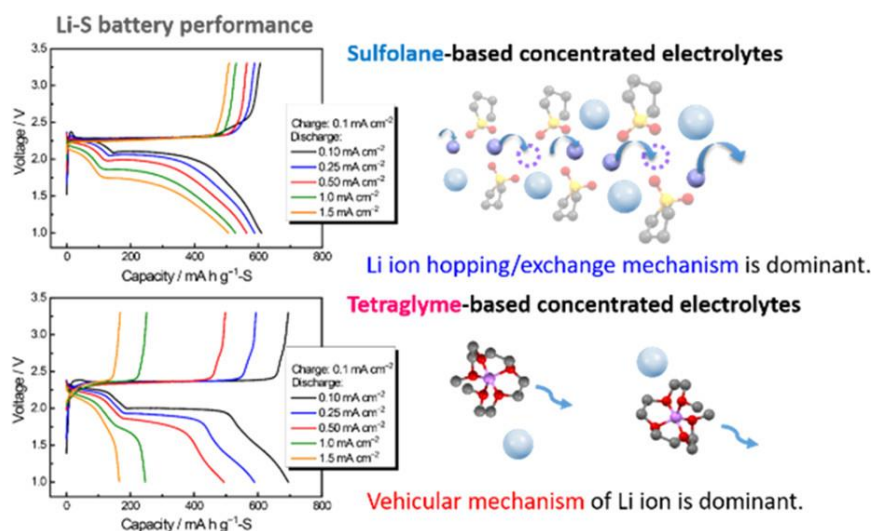 Li-S battery performance
Sulfolane-based concentrated electrolytes
3.5
3.0
2.5
2.0
1.5
1.0
Voltage / V
Charge: 0.1 mA cm⁻²
Discharge:
0.10 mA cm⁻²
0.25 mA cm⁻²
0.50 mA cm⁻²
1.0 mA cm⁻²
1.5 mA cm⁻²
0 200 400 600 800
Capacity / mA h g⁻¹-S
Li ion hopping/exchange mechanism is dominant.
Tetraglyme-based concentrated electrolytes
3.5
3.0
2.5
2.0
1.5
1.0
Voltage / V
Charge: 0.1 mA cm⁻²
Discharge:
0.10 mA cm⁻²
0.25 mA cm⁻²
0.50 mA cm⁻²
1.0 mA cm⁻²
1.5 mA cm⁻²
0 200 400 600 800
Capacity / mA h g⁻¹-S
Vehicular mechanism of Li ion is dominant.